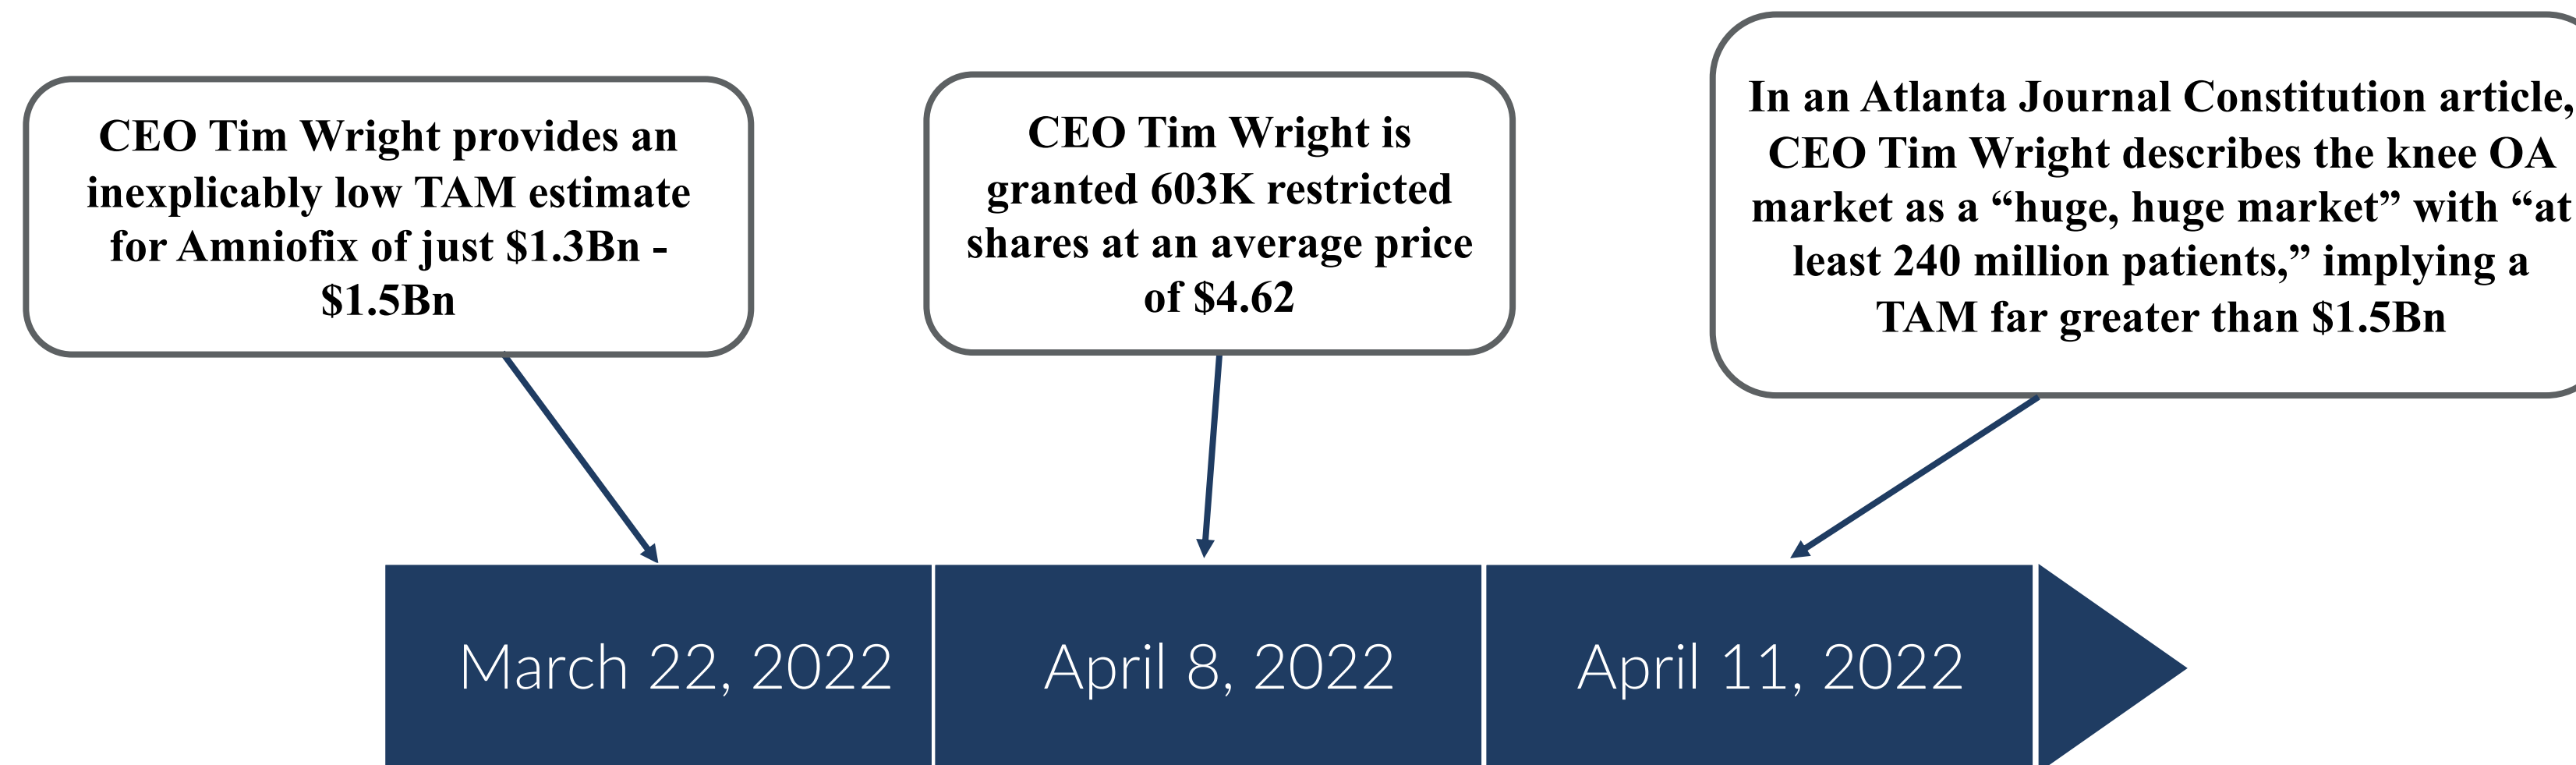 CEO Tim Wright provides an
inexplicably low TAM estimate
for Amniofix of just $1.3Bn -
$1.5Bn
CEO Tim Wright is
granted 603K restricted
shares at an average price
of $4.62
In an Atlanta Journal Constitution article,
CEO Tim Wright describes the knee OA
market as a “huge, huge market” with “at
least 240 million patients,” implying a
TAM far greater than $1.5Bn
March 22, 2022
April 8, 2022
April 11, 2022